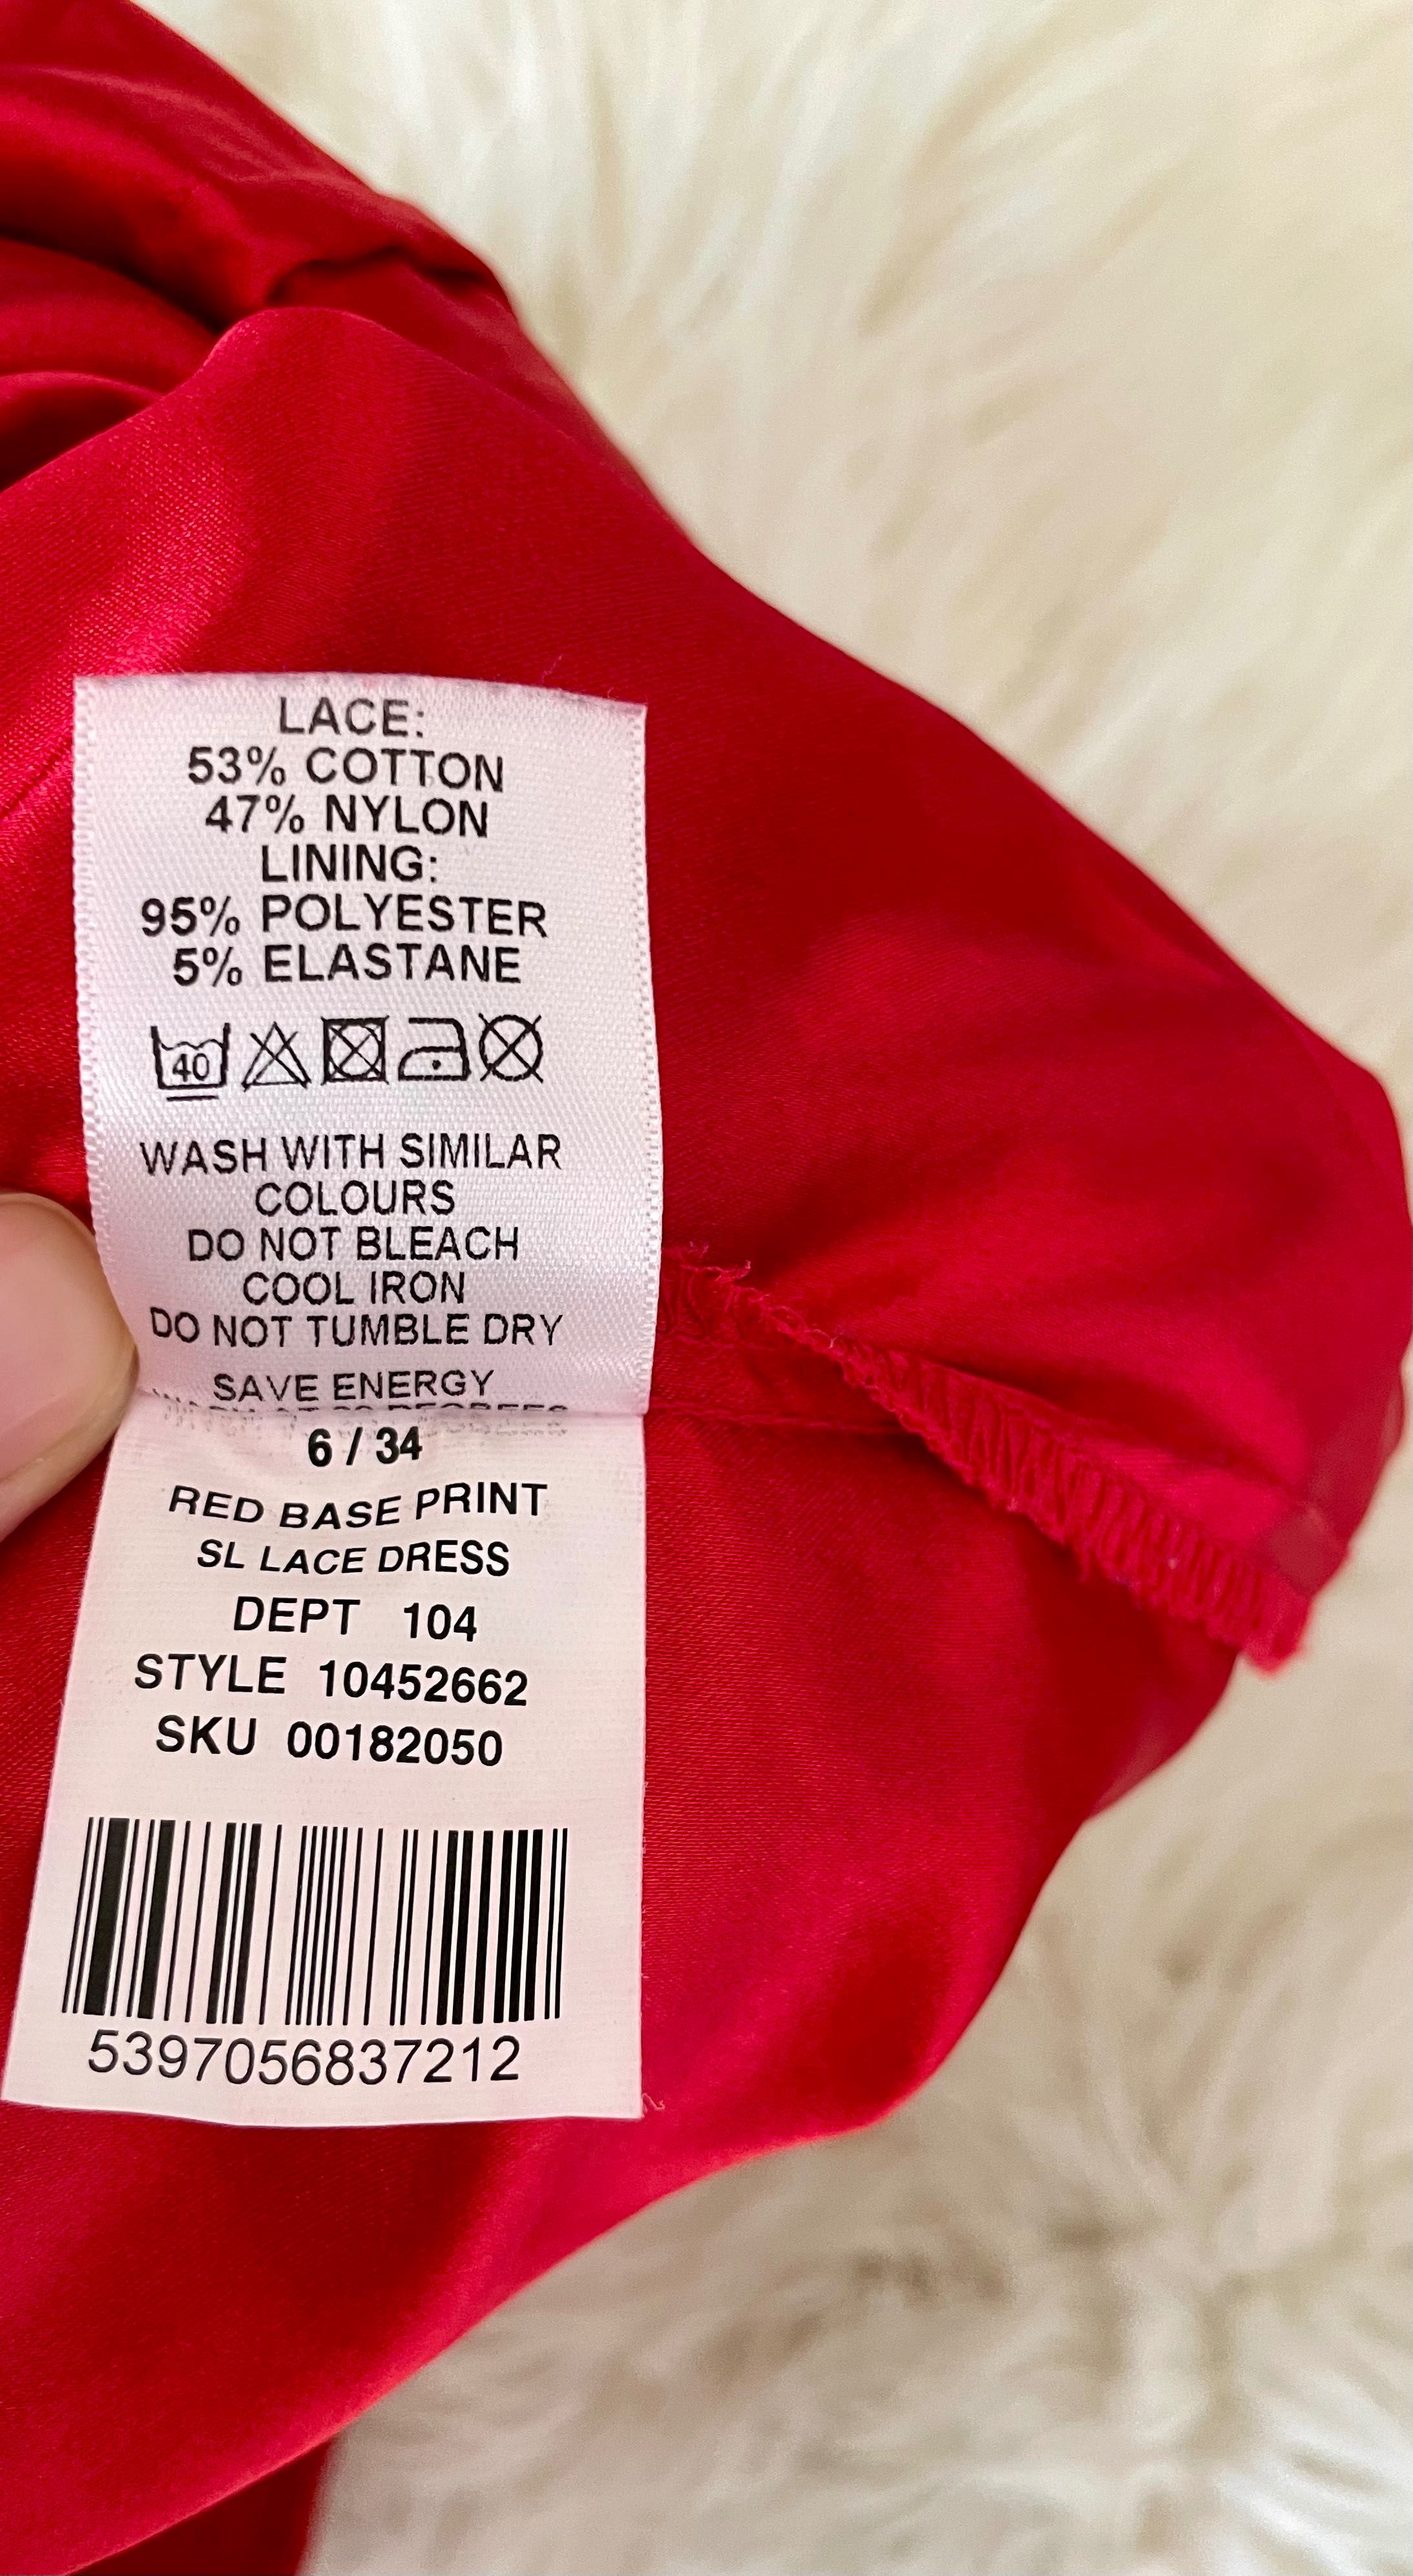 LACE:
53% COTTON
47% NYLON
LINING:
95% POLYESTER
5% ELASTANE
40
WASH WITH SIMILAR
COLOURS
DO NOT BLEACH
COOL IRON
DO NOT TUMBLE DRY
SAVE ENERGY
6 / 34
RED BASE PRINT
SL LACE DRESS
DEPT 104
STYLE 10452662
SKU 00182050
5397056837212